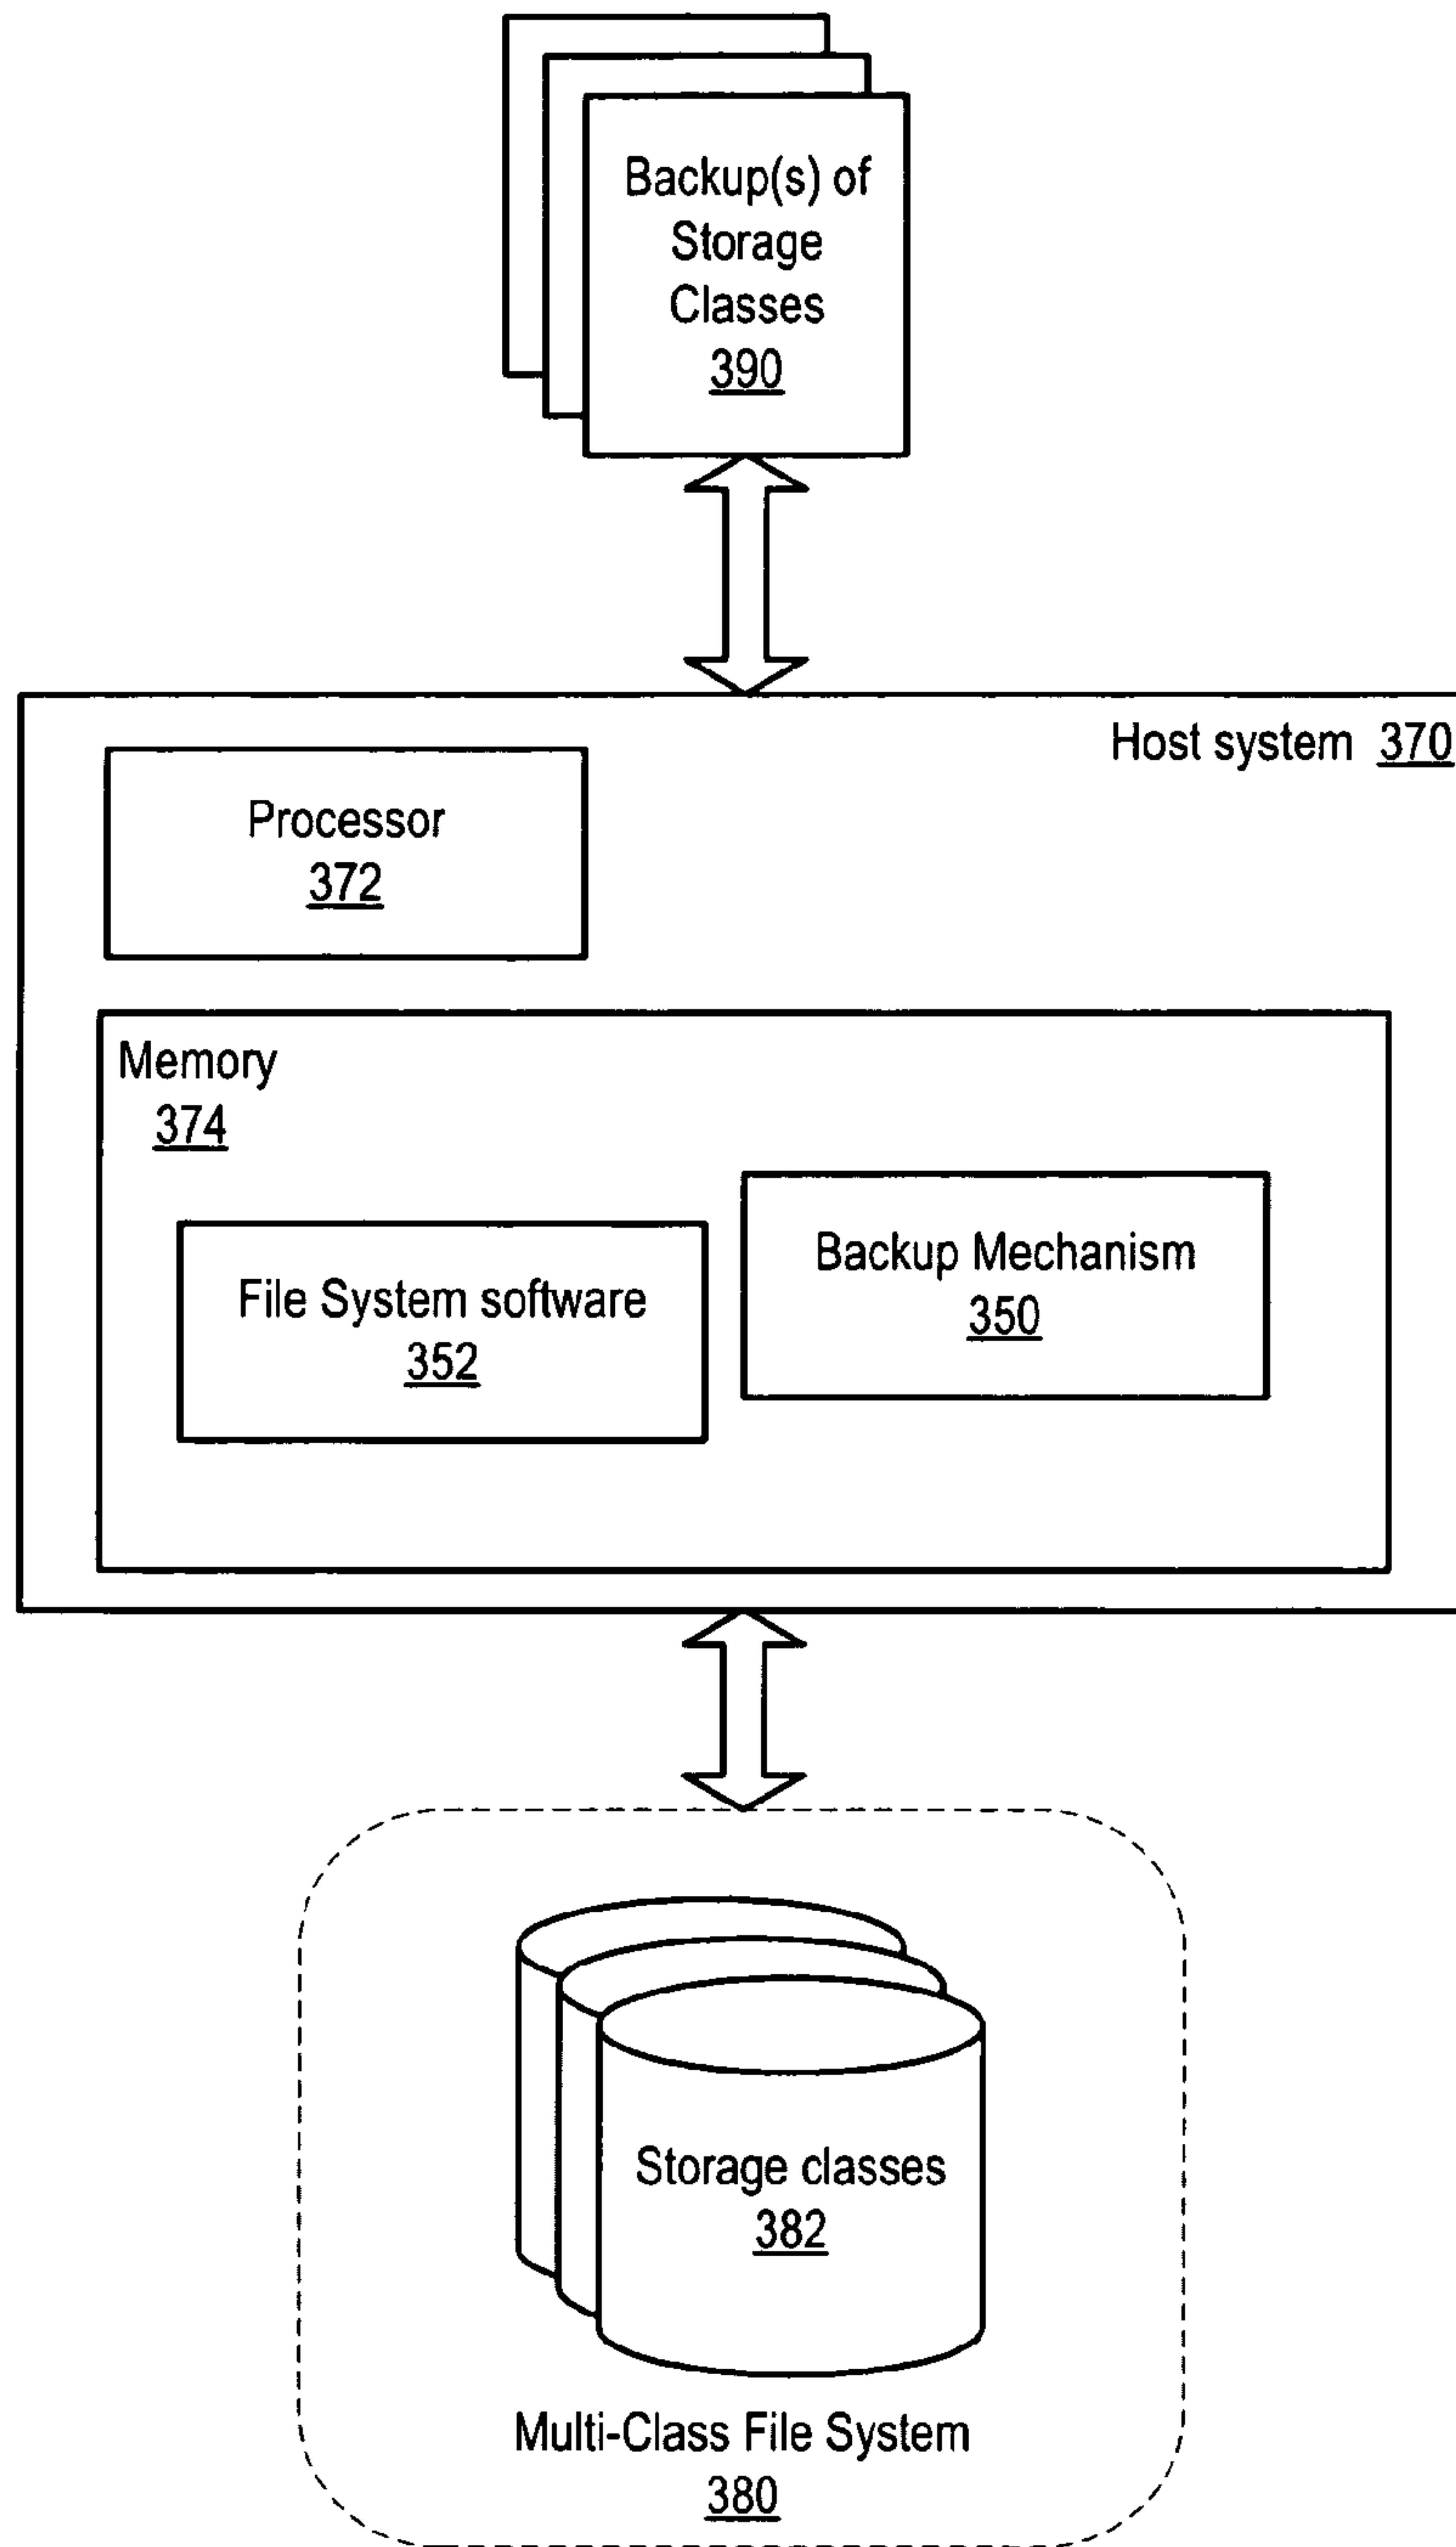 Backup(s) of
Storage
Classes
390
Host system 370
Processor
372
Memory
374
Backup Mechanism
350
File System software
352
Storage classes
382
Multi-Class File System
380